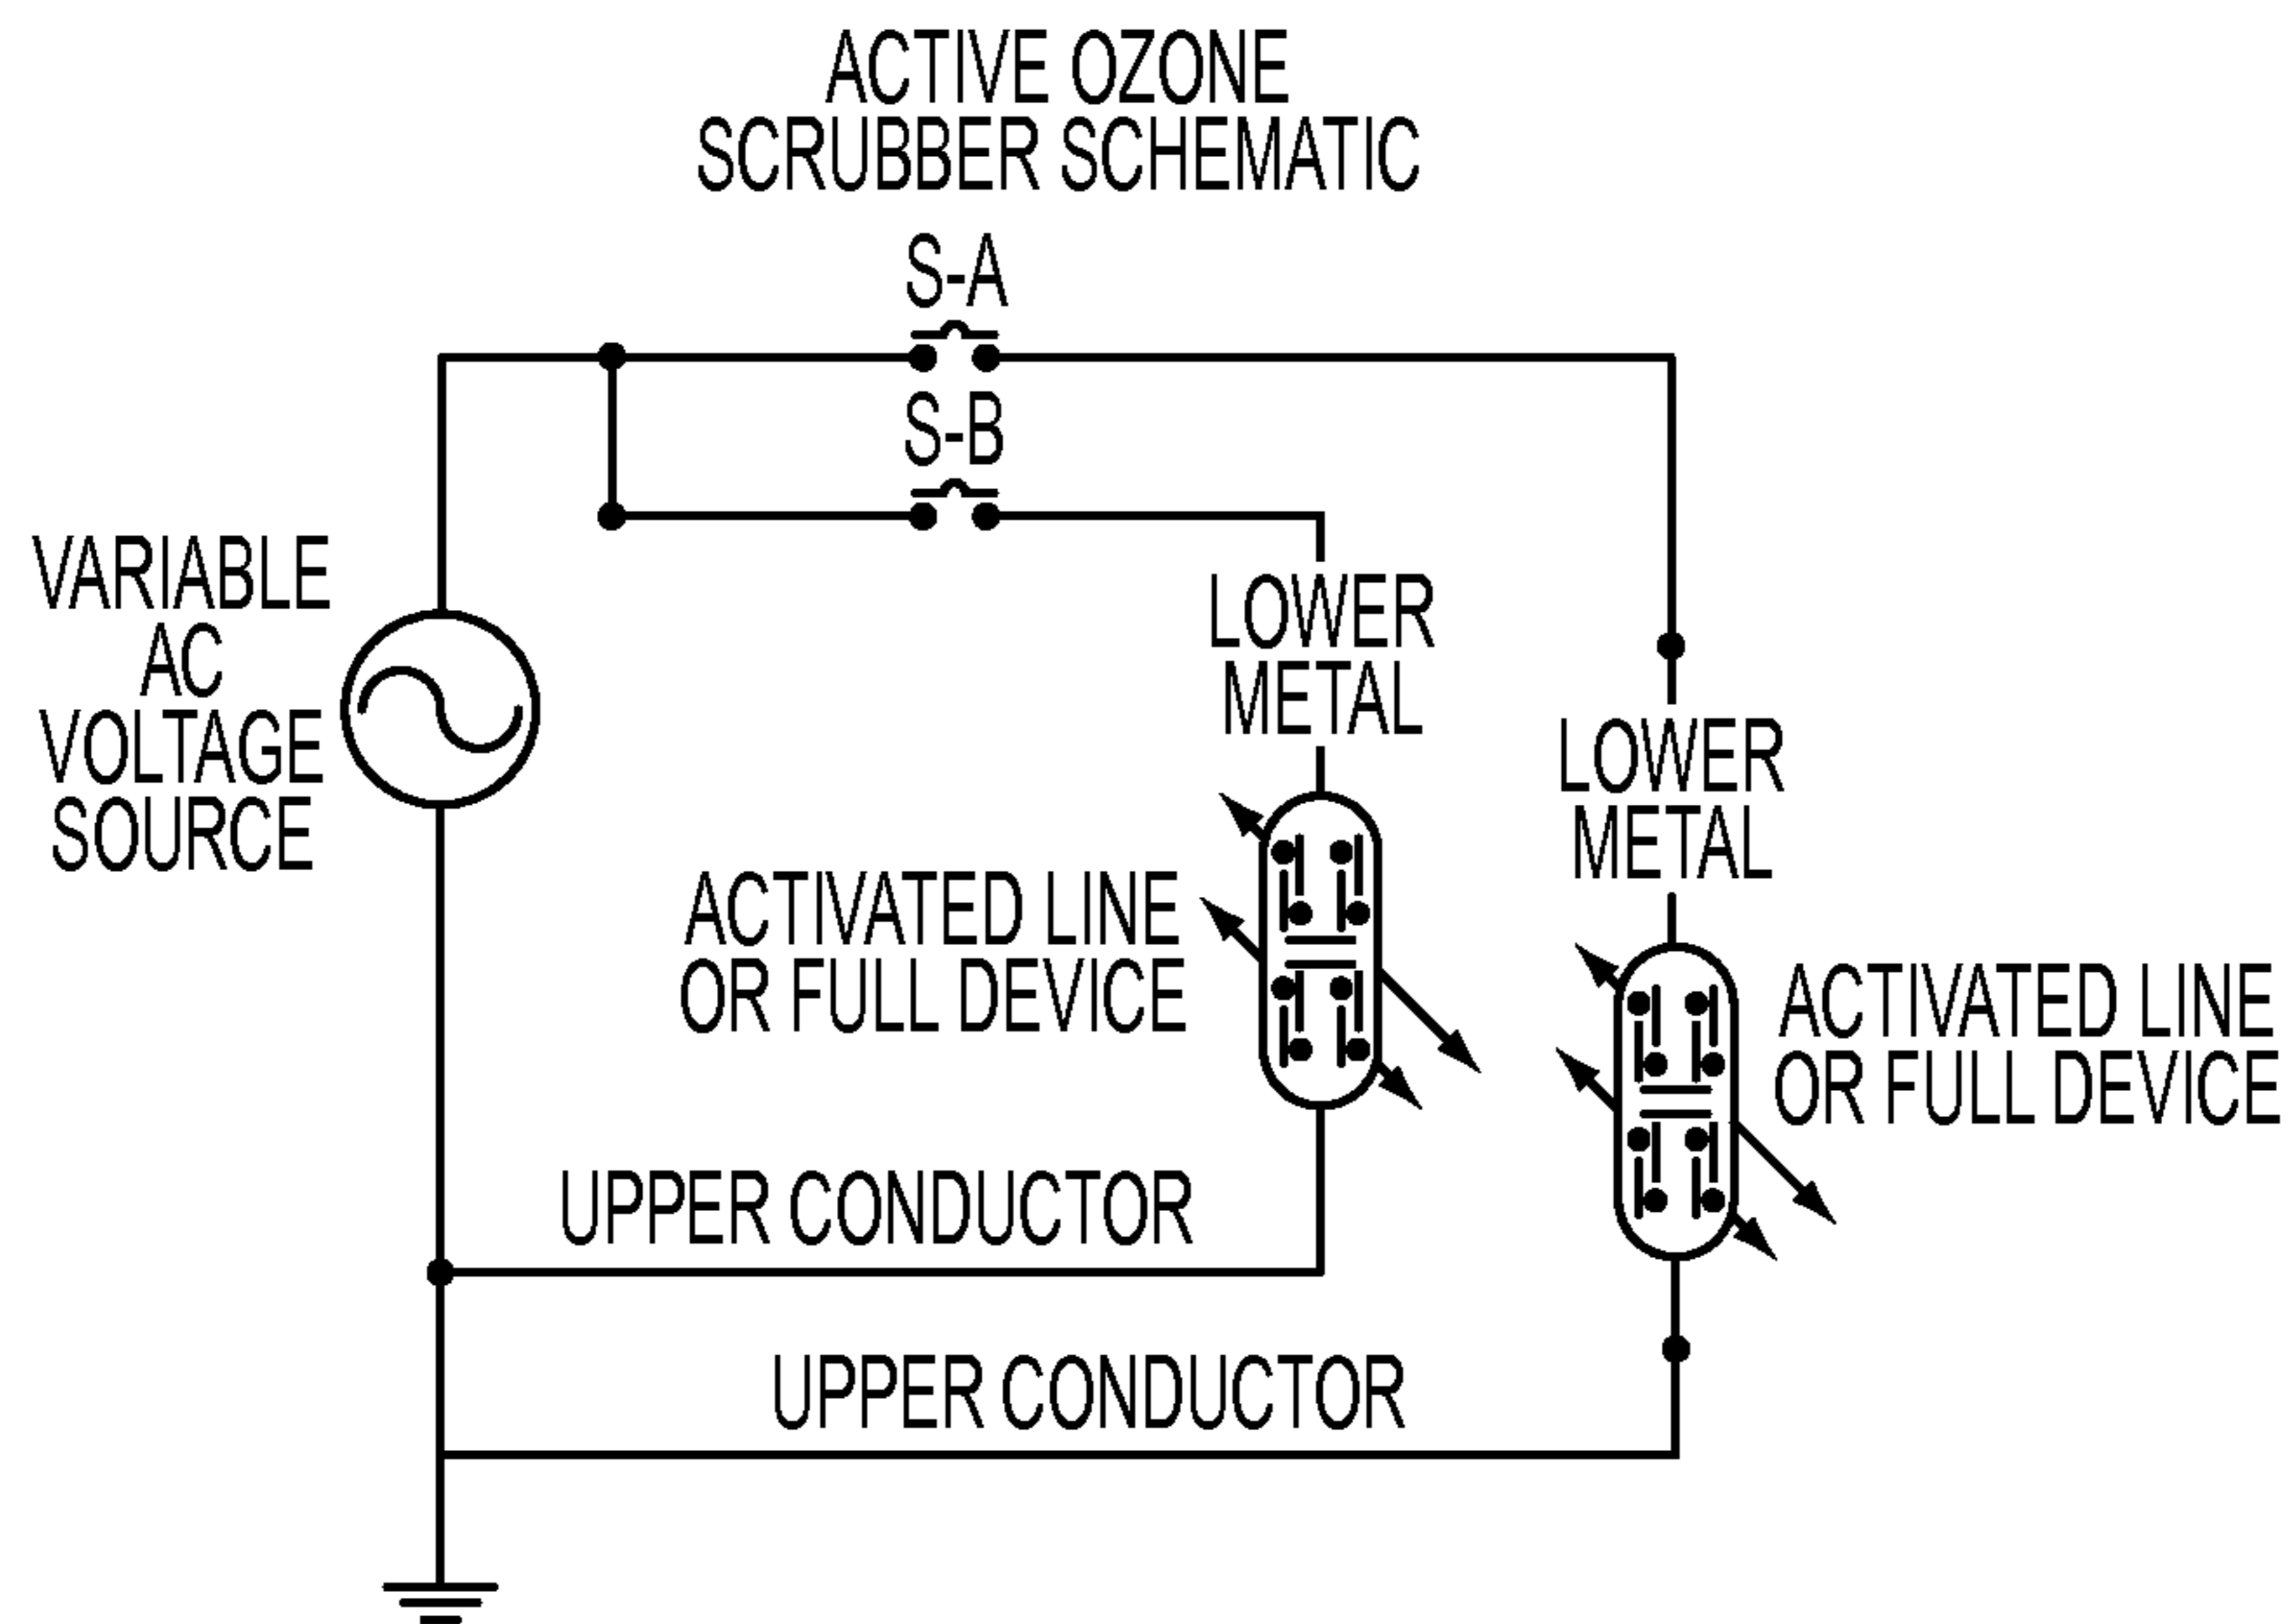 ACTIVE OZONE
SCRUBBER SCHEMATIC
S-A
S-B
VARIABLE
AC
VOLTAGE
SOURCE
LOWER
METAL
LOWER
METAL
ACTIVATED LINE
OR FULL DEVICE
ACTIVATED LINE
OR FULL DEVICE
UPPER CONDUCTOR
UPPER CONDUCTOR